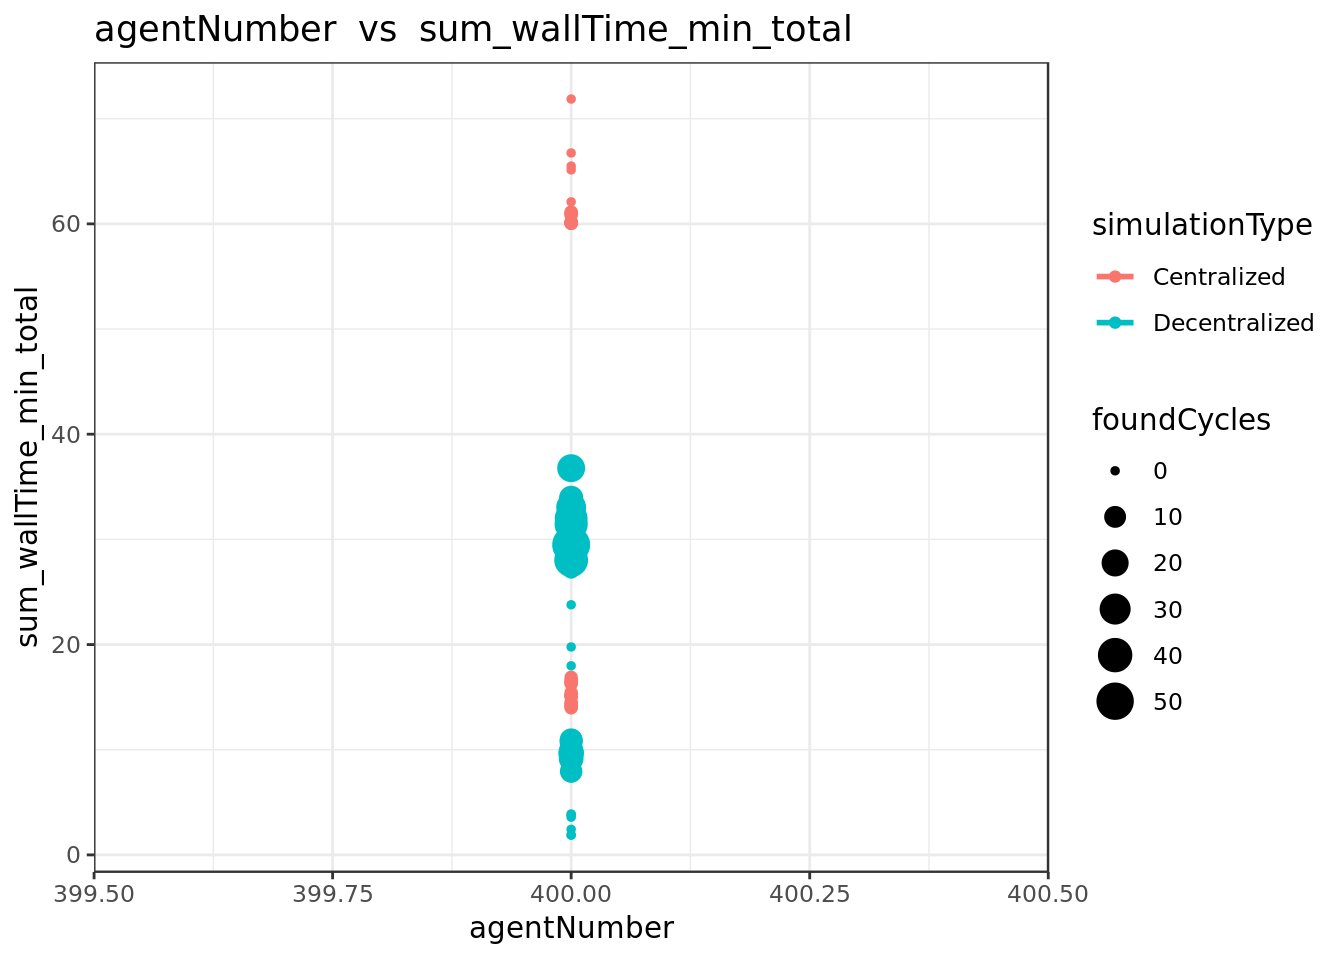 agentNumber  vs  sum_wallTime_min_total
sum_wallTime_min_total
60
40
20
0
399.50
399.75
400.00
400.25
400.50
agentNumber
simulationType
Centralized
Decentralized
foundCycles
0
10
20
30
40
50